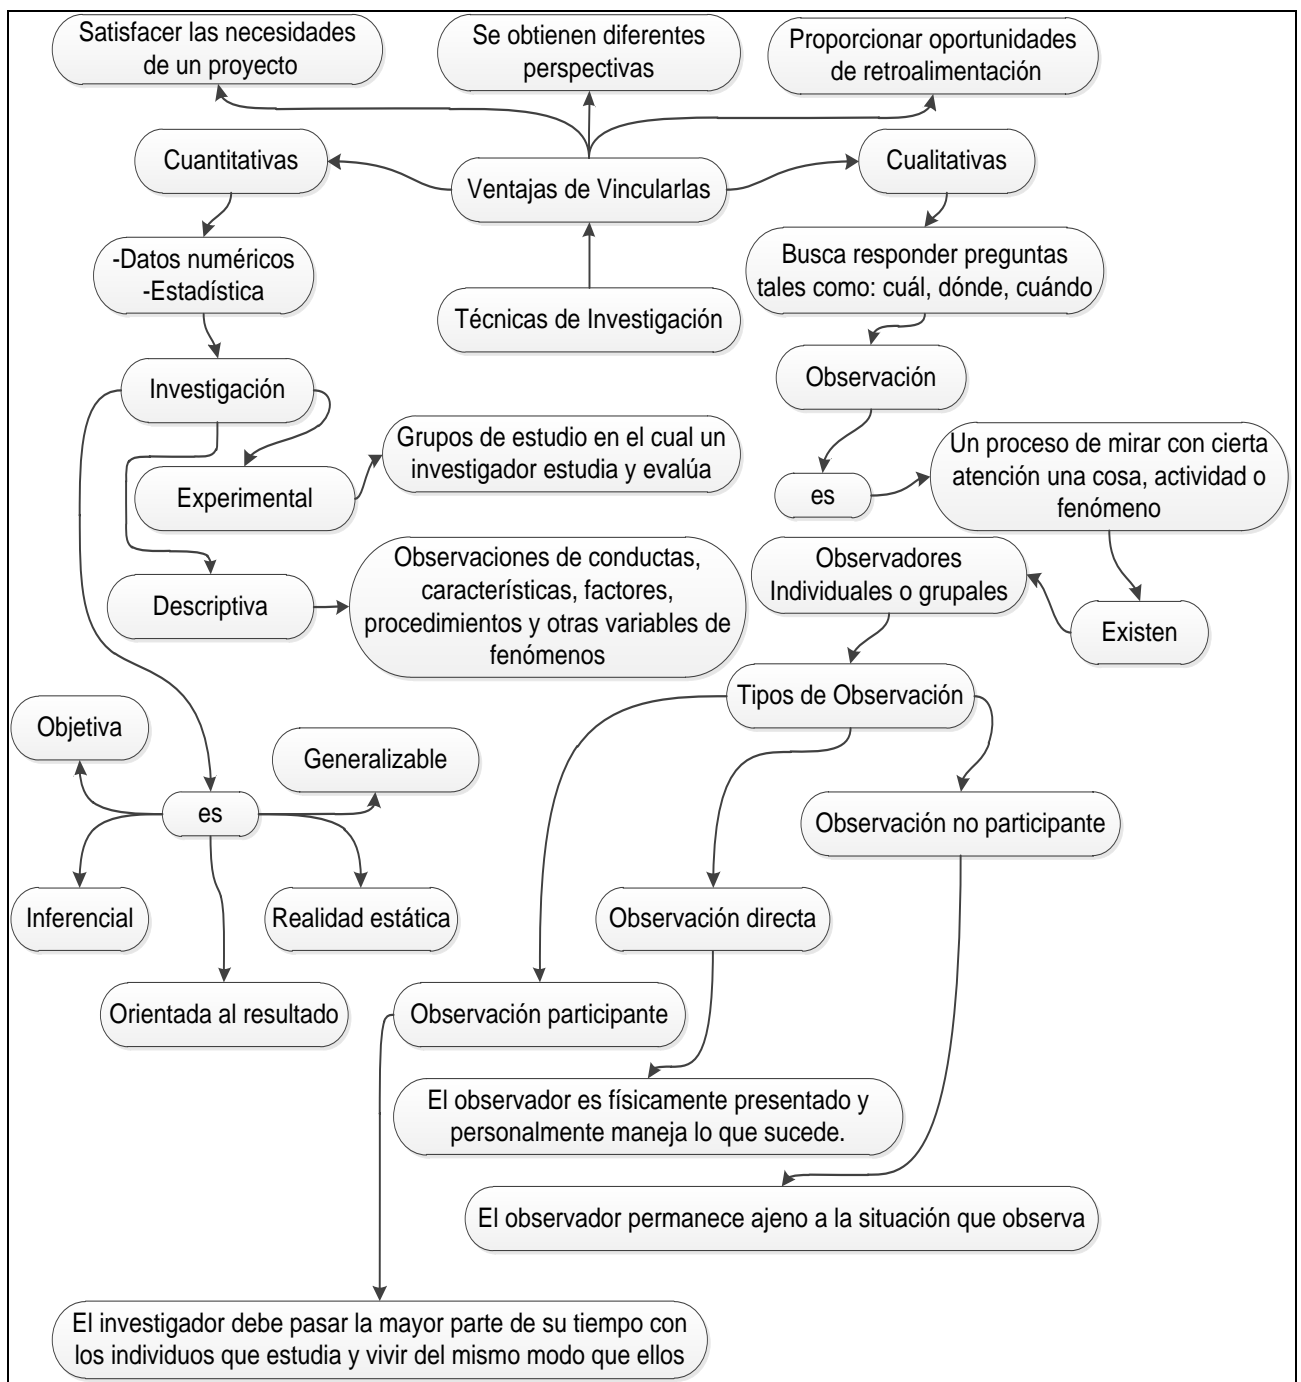 Satisfacer las necesidades
de un proyecto
Se obtienen diferentes
perspectivas
Proporcionar oportunidades
de retroalimentación
Cuantitativas
Ventajas de Vincularlas
Cualitativas
-Datos numéricos
-Estadística
Técnicas de Investigación
Busca responder preguntas
tales como: cuál, dónde, cuándo
Investigación
Observación
Grupos de estudio en el cual un
investigador estudia y evalúa
Experimental
es
Un proceso de mirar con cierta
atención una cosa, actividad o
fenómeno
Descriptiva
Observaciones de conductas,
características, factores,
procedimientos y otras variables de
fenómenos
Observadores
Individuales o grupales
Existen
Tipos de Observación
Objetiva
Generalizable
es
Observación no participante
Inferencial
Realidad estática
Observación directa
Orientada al resultado
Observación participante
El observador es físicamente presentado y
personalmente maneja lo que sucede.
El observador permanece ajeno a la situación que observa
El investigador debe pasar la mayor parte de su tiempo con
los individuos que estudia y vivir del mismo modo que ellos